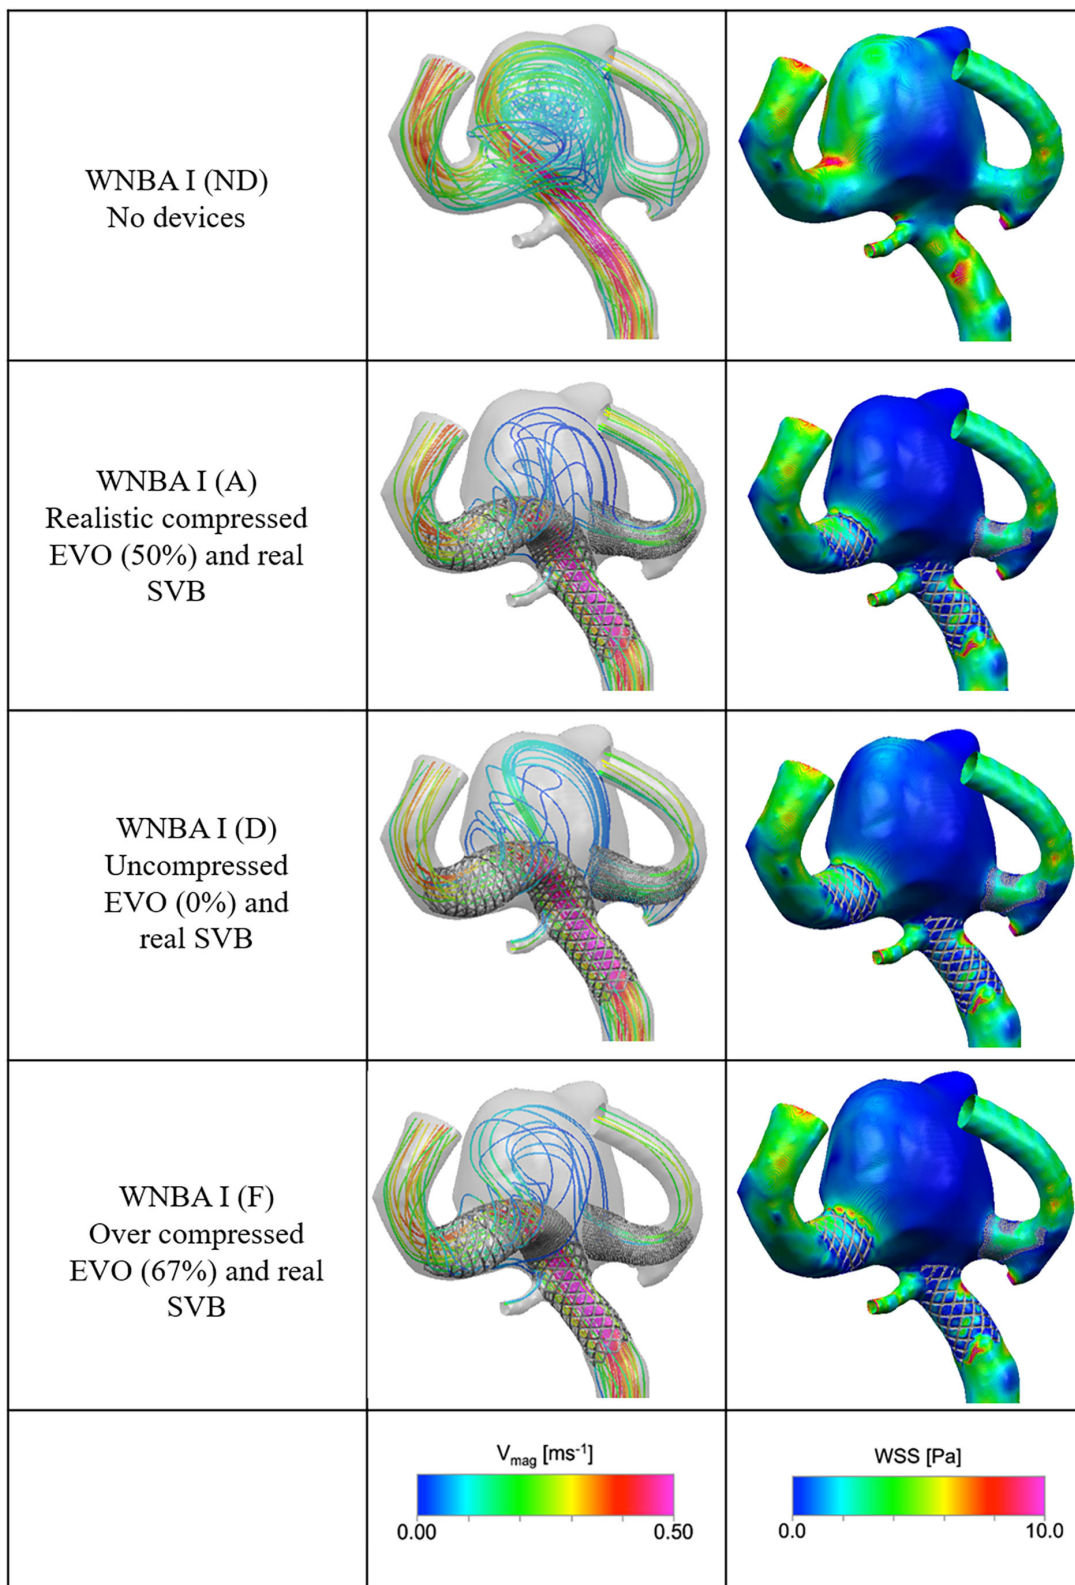 WNBA I (ND)
No devices
WNBA I (A)
Realistic compressed
EVO (50%) and real
SVB
WNBA I (D)
Uncompressed
EVO (0%) and
real SVB
WNBA I (F)
Over compressed
EVO (67%) and real
SVB
Vmag [ms⁻¹]
0.00 0.50
WSS [Pa]
0.0 10.0